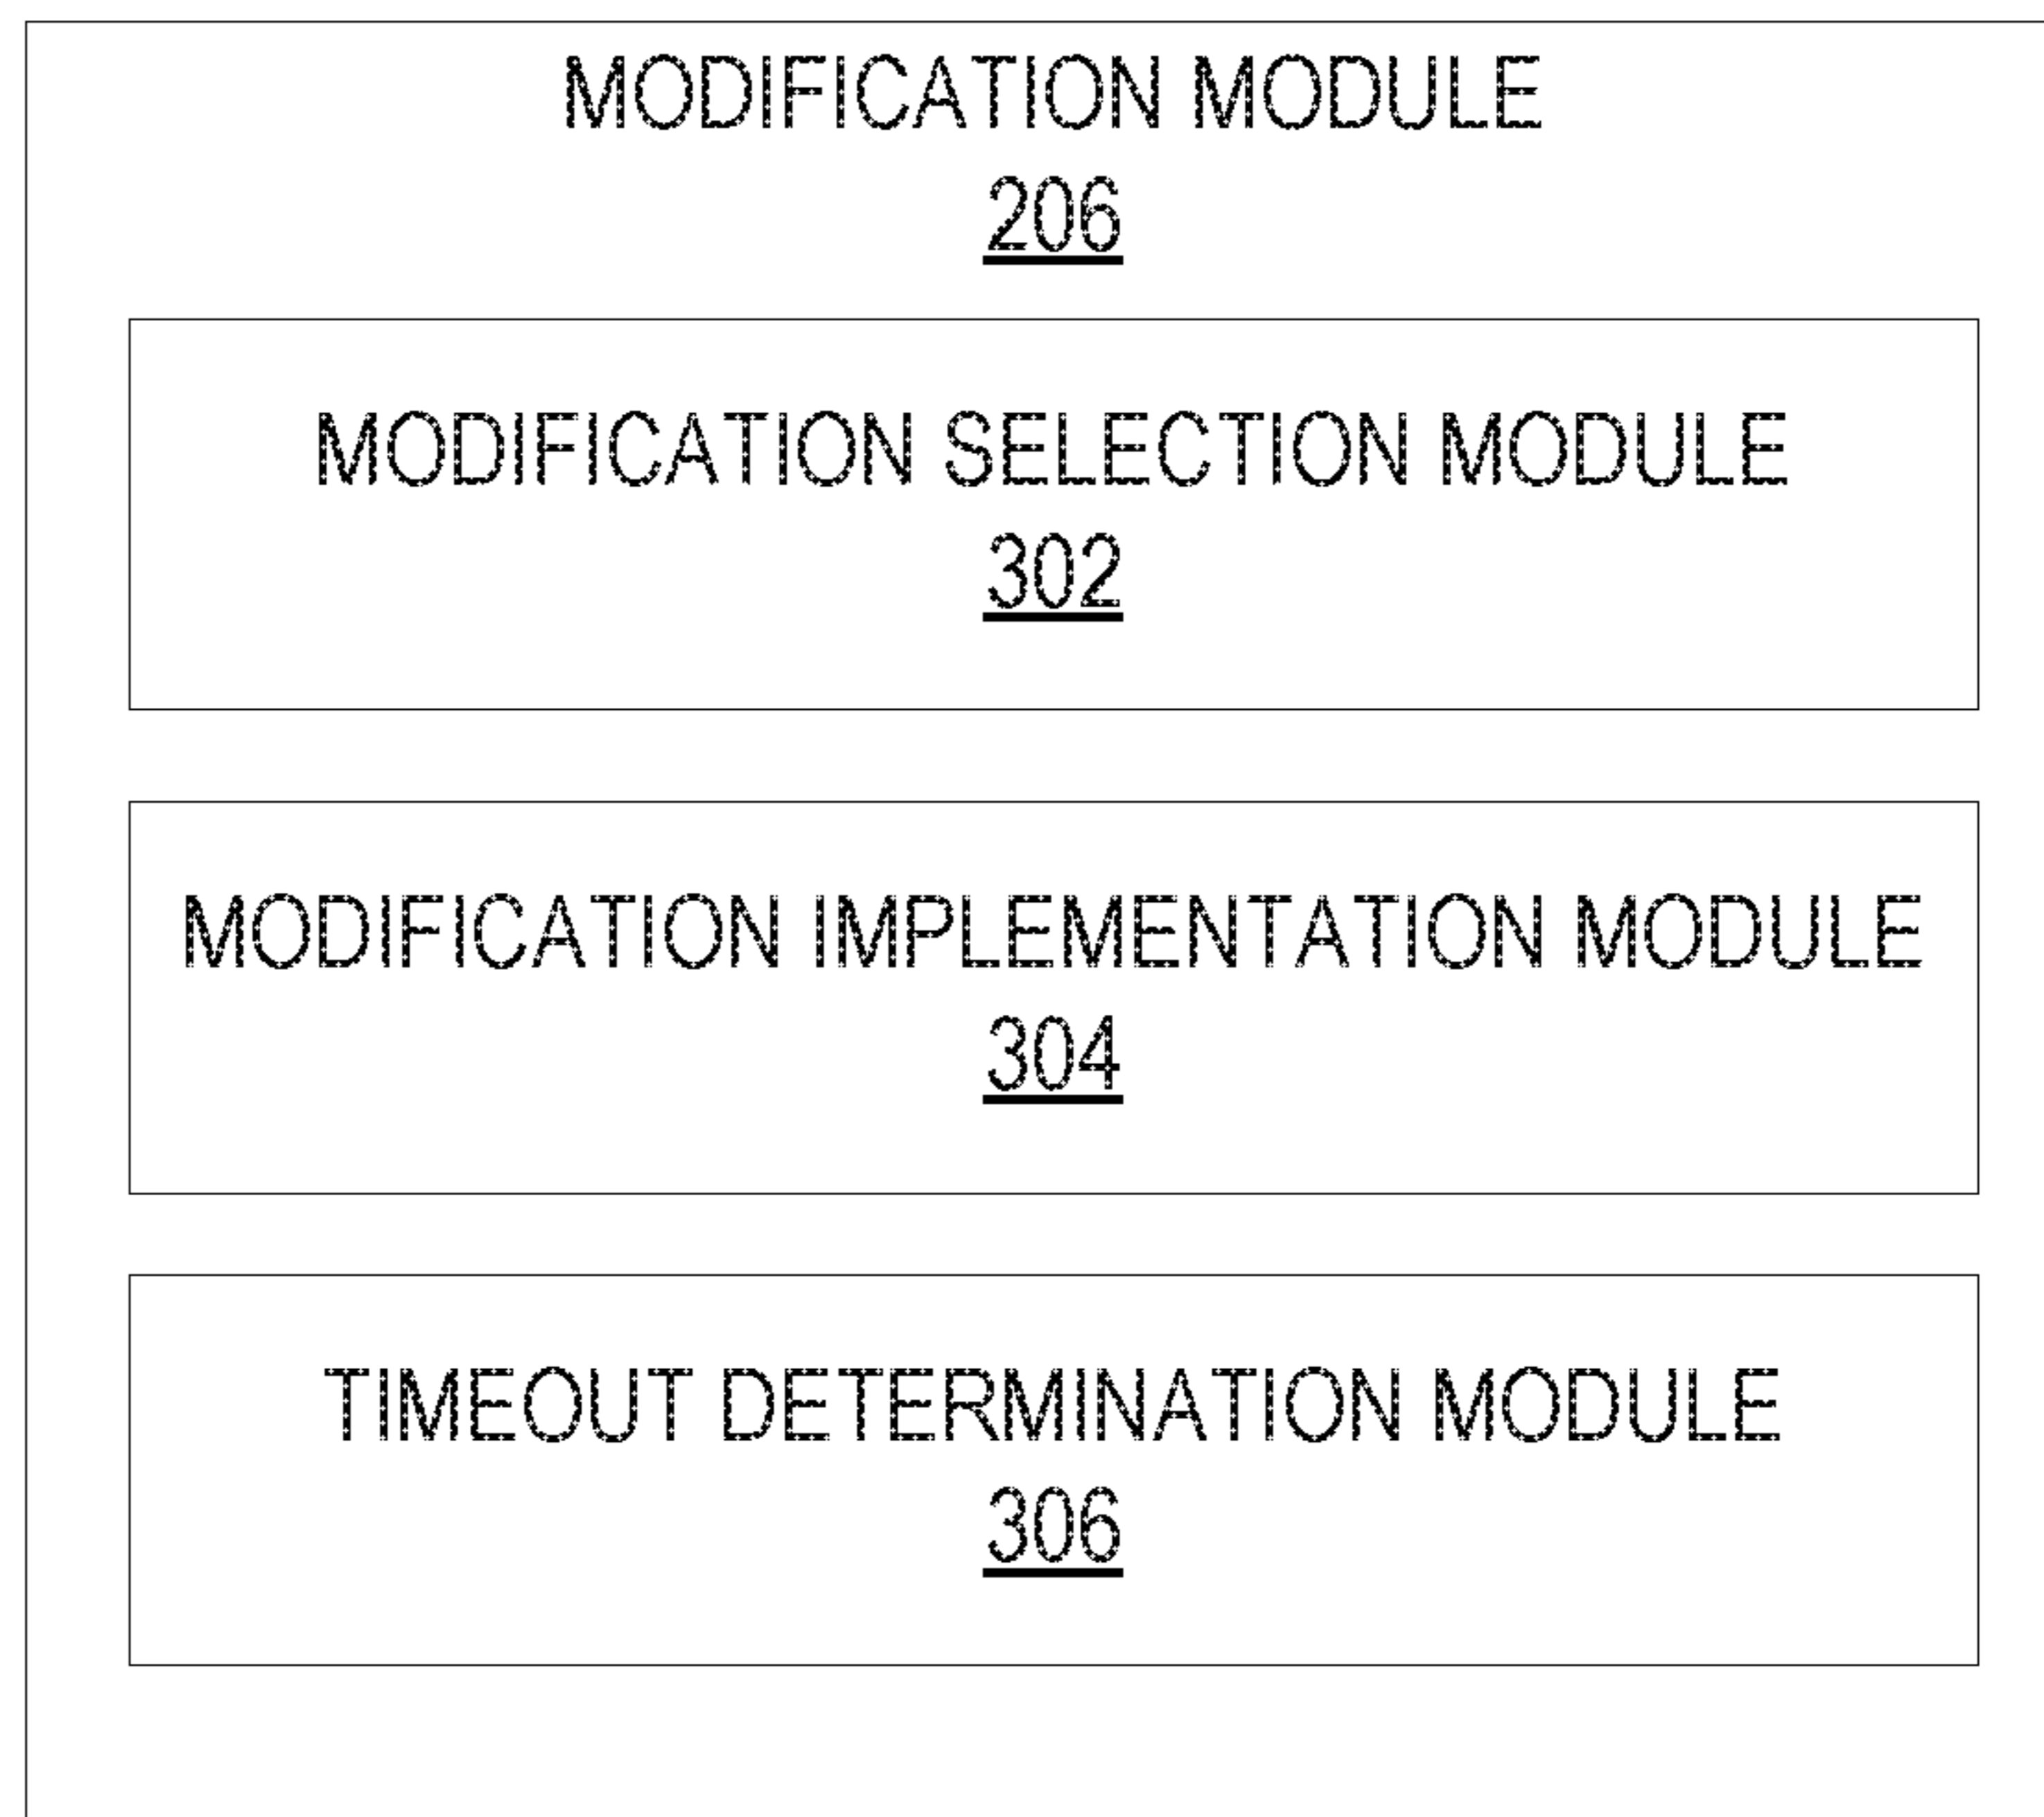 MODIFICATION MODULE
206
MODIFICATION SELECTION MODULE
302
MODIFICATION IMPLEMENTATION MODULE
304
TIMEOUT DETERMINATION MODULE
306